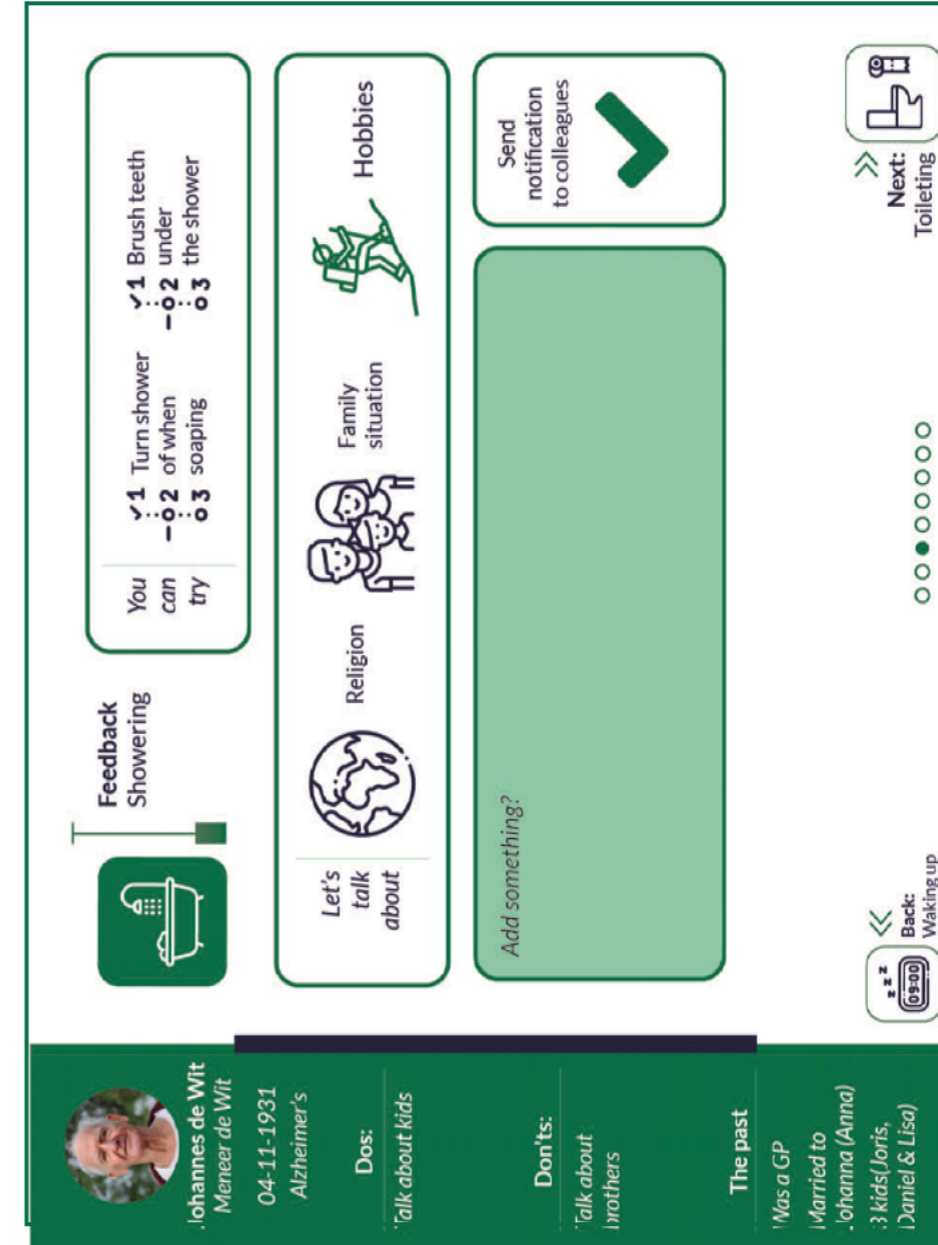 Johannes de Wit
Meneer de Wit
04-11-1931
Alzheimer's
Dos:
Talk about kids
Don'ts:
Talk about
brothers
The past
Was a GP
Married to
Johanna (Anna)
3 kids(Joris,
Daniel & Lisa)
Feedback
Showering
You
can
try
1 Turn shower
2 of when
3 soaping
1 Brush teeth
2 under
3 the shower
Let's
talk
about
Religion
Family
situation
Hobbies
Add something?
Send
notification
to colleagues
zzz
09:00
Back:
Waking up
Next:
Toileting